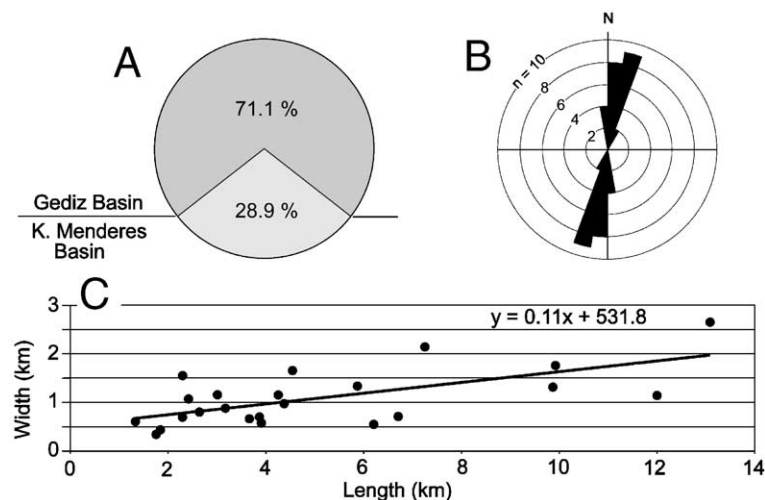 A
71.1 %
28.9 %
Gediz Basin
K. Menderes
Basin
B
N
n = 10
8
6
4
2
C
y = 0.11x + 531.8
Width (km)
3
2
1
0
0 2 4 6 8 10 12 14
Length (km)